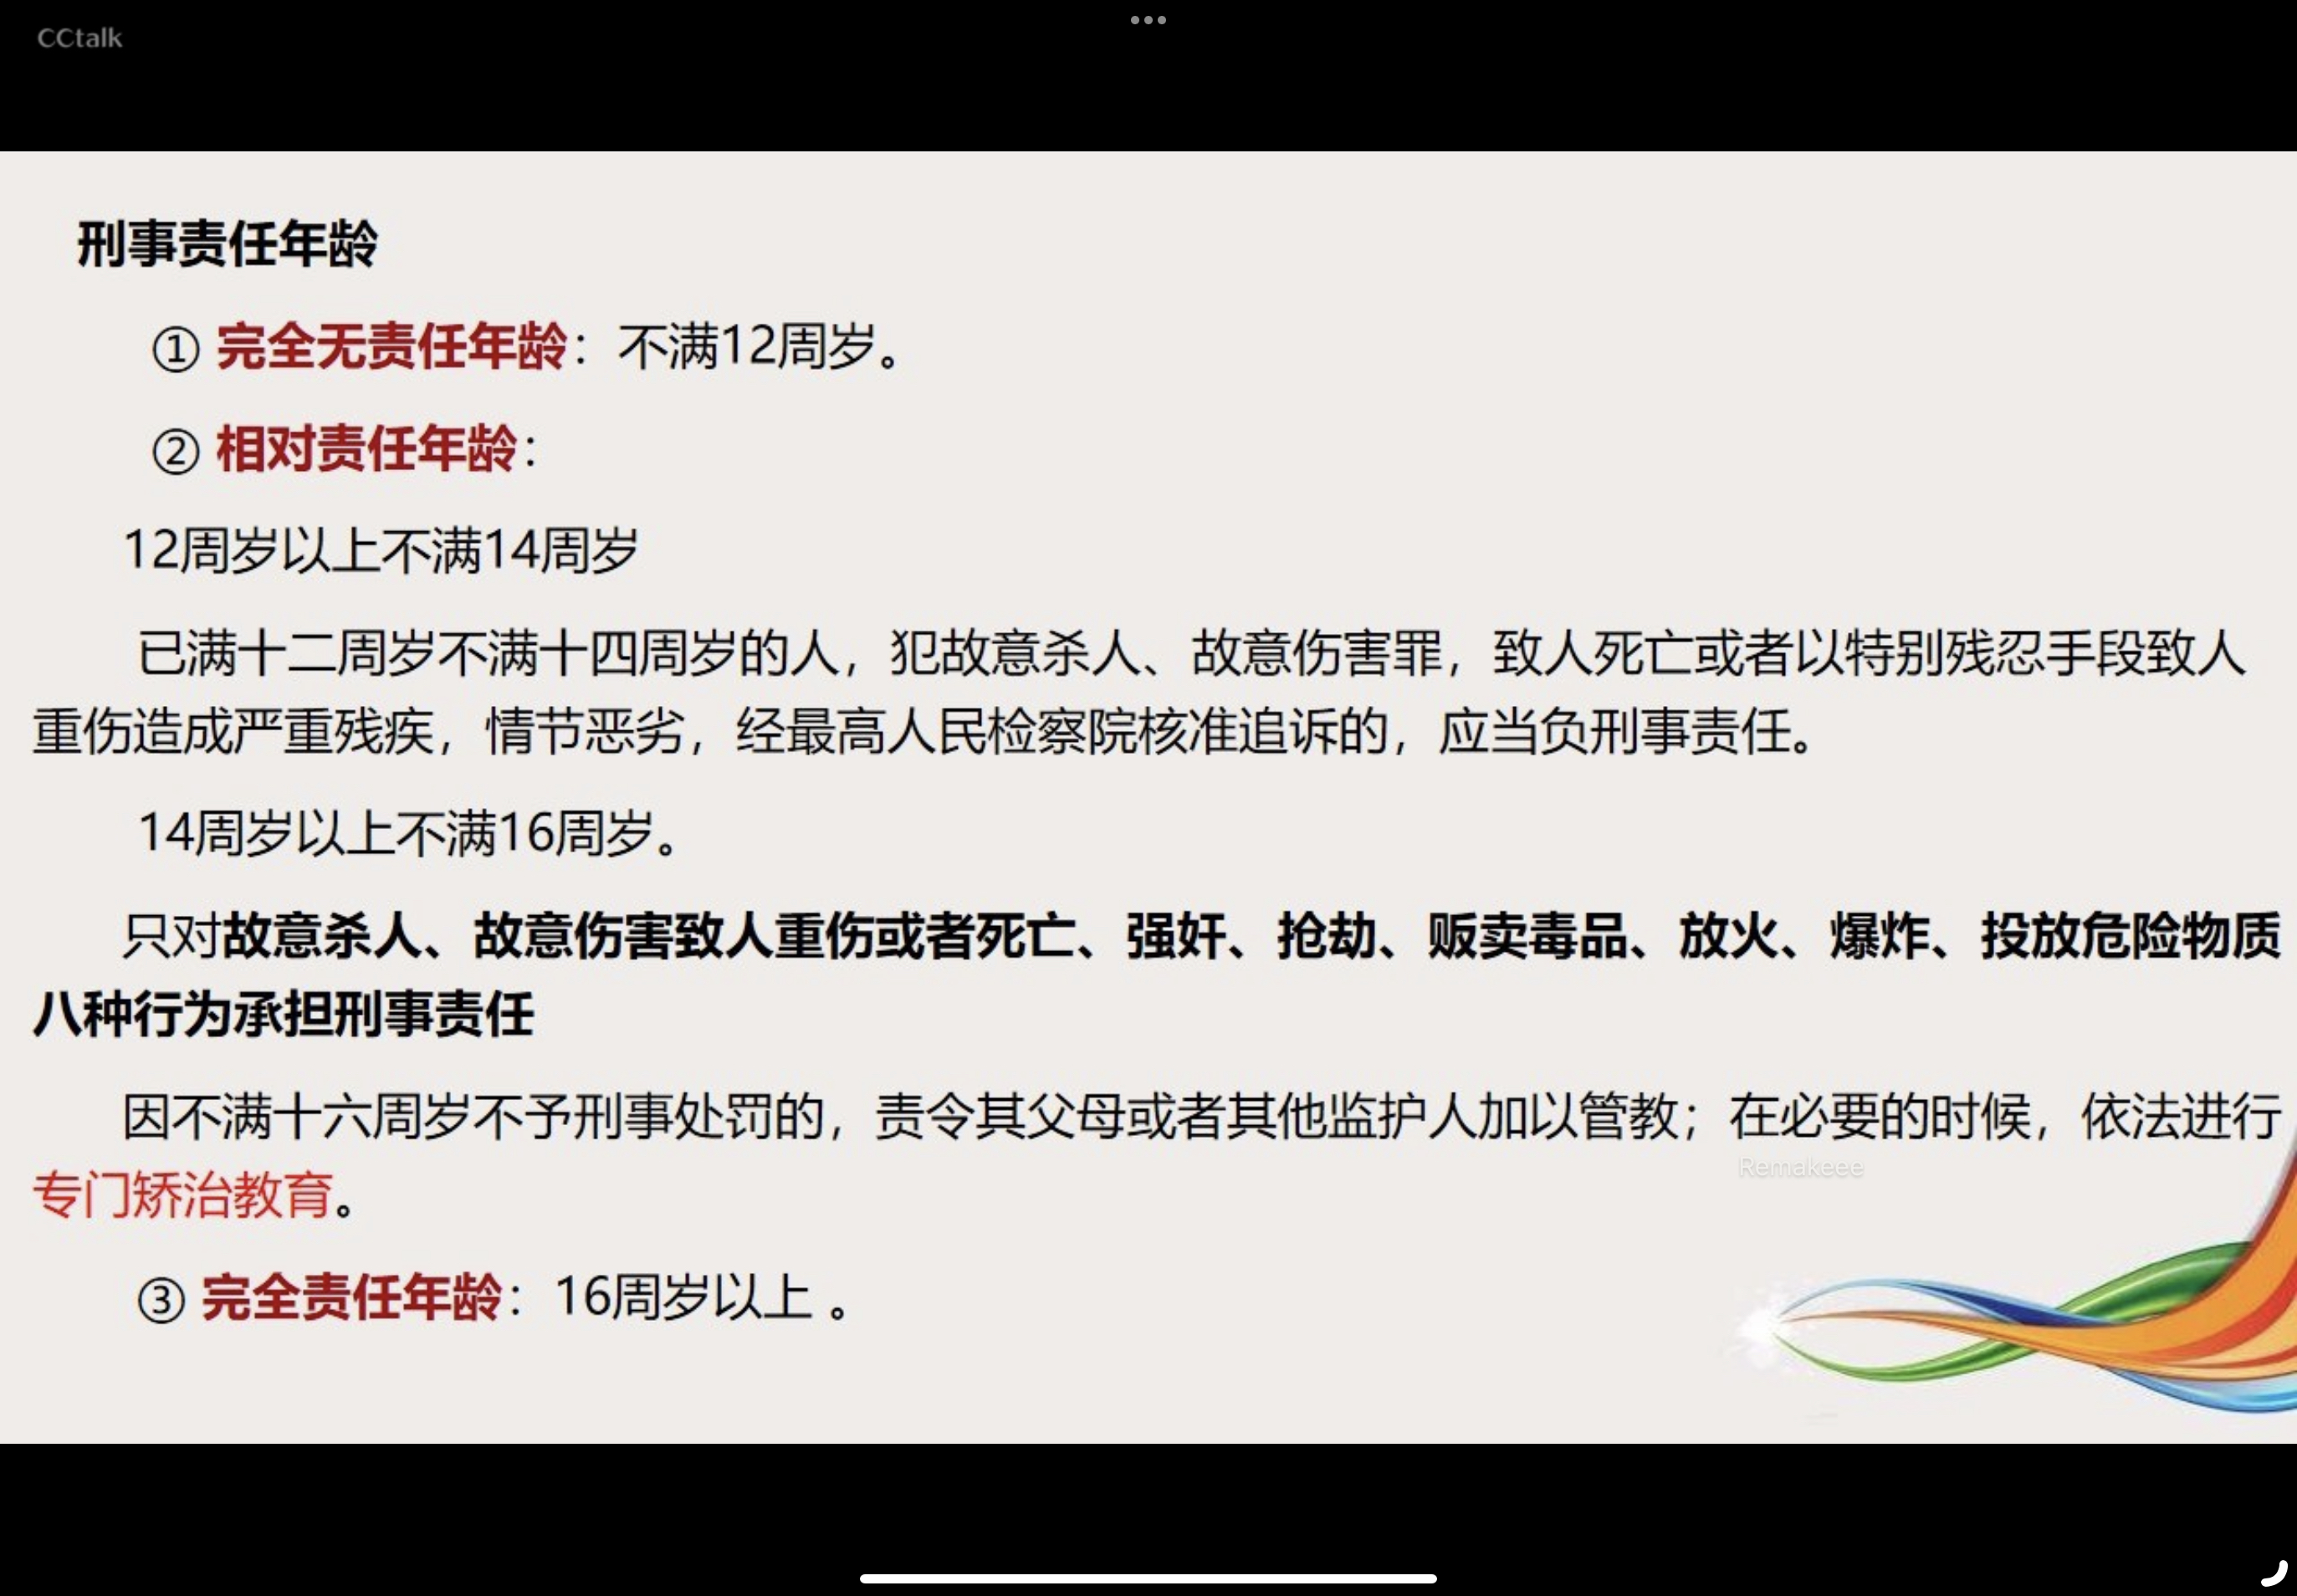 CCtalk
刑事责任年龄
① 完全无责任年龄：不满12周岁。
② 相对责任年龄：
12周岁以上不满14周岁
已满十二周岁不满十四周岁的人，犯故意杀人、故意伤害罪，致人死亡或者以特别残忍手段致人
重伤造成严重残疾，情节恶劣，经最高人民检察院核准追诉的，应当负刑事责任。
14周岁以上不满16周岁。
只对故意杀人、故意伤害致人重伤或者死亡、强奸、抢劫、贩卖毒品、放火、爆炸、投放危险物质
八种行为承担刑事责任
因不满十六周岁不予刑事处罚的，责令其父母或者其他监护人加以管教；在必要的时候，依法进行
Remakeee
专门矫治教育。
③ 完全责任年龄：16周岁以上 。